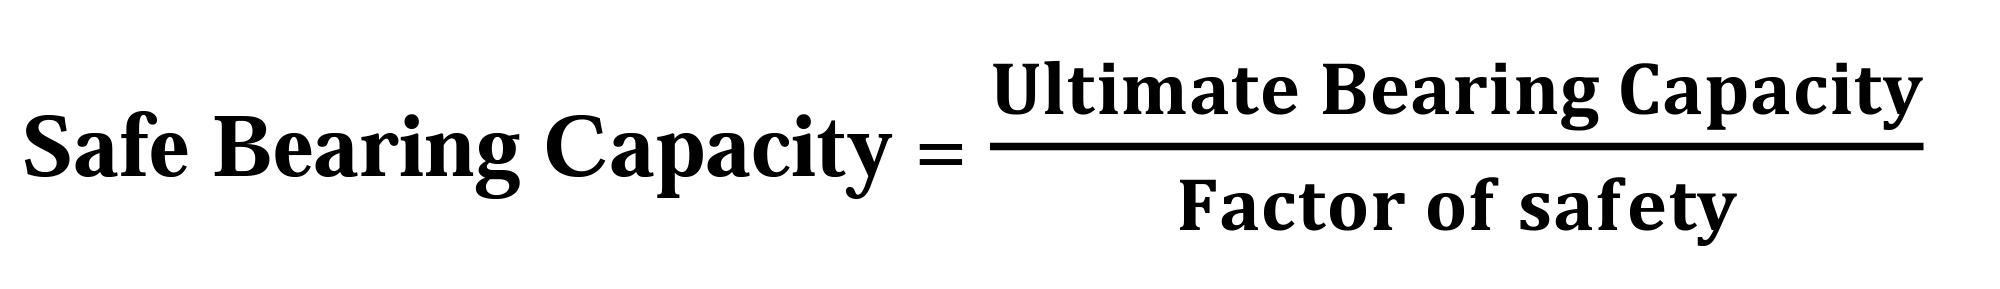 Safe Bearing Capacity =
Ultimate Bearing Capacity
Factor of safety